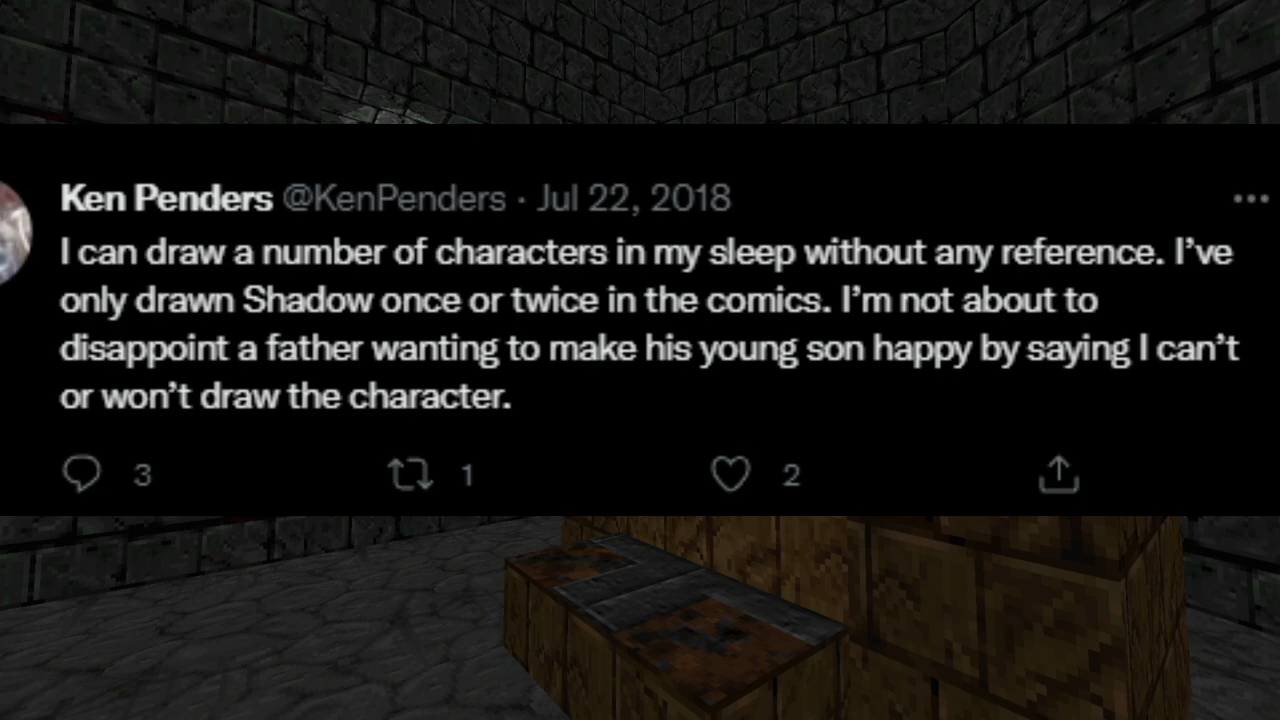 Ken Penders @KenPenders · Jul 22, 2018
I can draw a number of characters in my sleep without any reference. I’ve
only drawn Shadow once or twice in the comics. I’m not about to
disappoint a father wanting to make his young son happy by saying I can’t
or won’t draw the character.
3 1 2